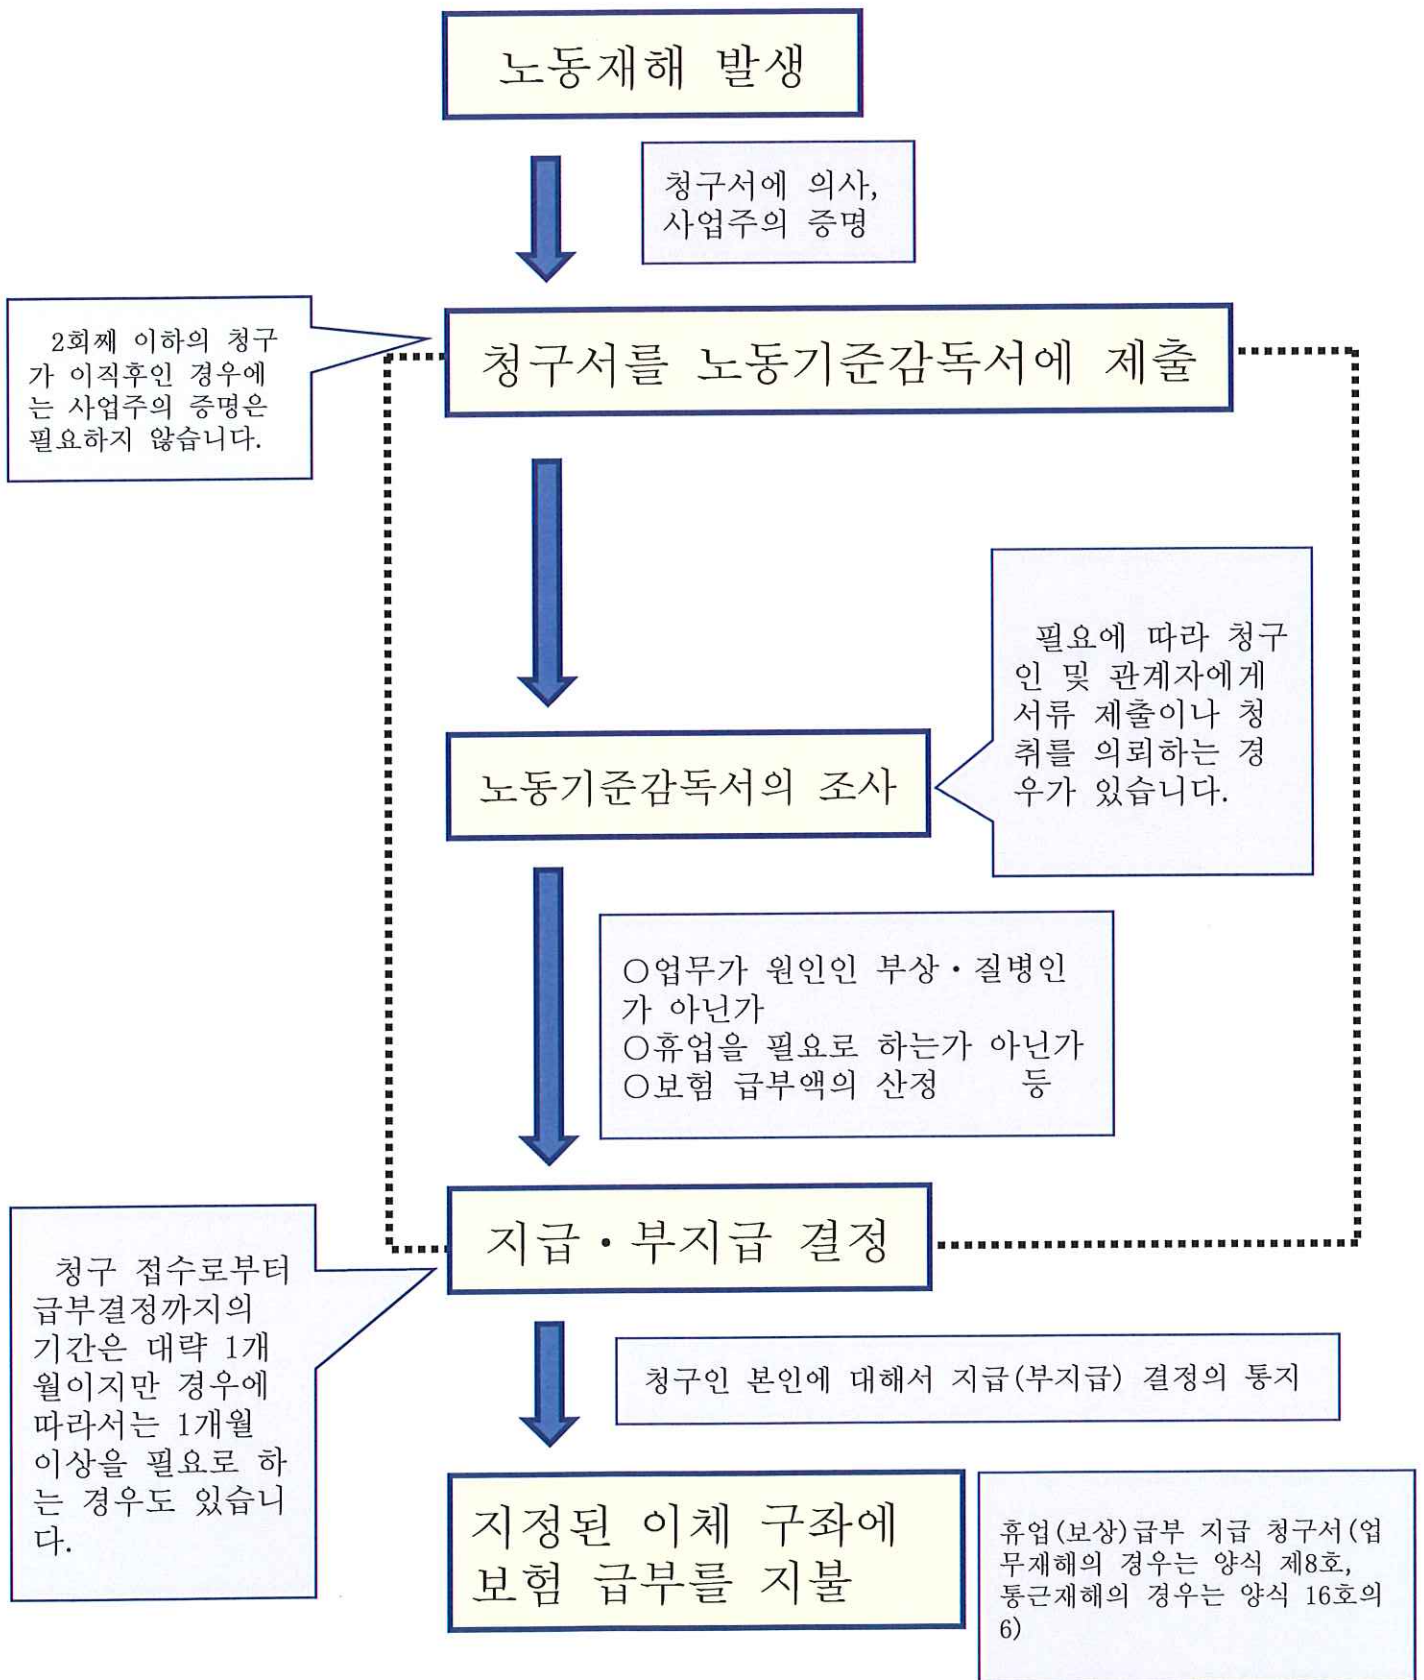 노동재해 발생
청구서에 의사,
사업주의 증명
2회째 이하의 청구
가 이직후인 경우에
는 사업주의 증명은
필요하지 않습니다.
청구서를 노동기준감독서에 제출
필요에 따라 청구
인 및 관계자에게
서류 제출이나 청
취를 의뢰하는 경
우가 있습니다.
노동기준감독서의 조사
○업무가 원인인 부상・질병인
가 아닌가
○휴업을 필요로 하는가 아닌가
○보험 급부액의 산정 등
지급・부지급 결정
청구 접수로부터
급부결정까지의
기간은 대략 1개
월이지만 경우에
따라서는 1개월
이상을 필요로 하
는 경우도 있습니
다.
청구인 본인에 대해서 지급(부지급) 결정의 통지
지정된 이체 구좌에
보험 급부를 지불
휴업(보상)급부 지급 청구서(업
무재해의 경우는 양식 제8호,
통근재해의 경우는 양식 16호의
6)